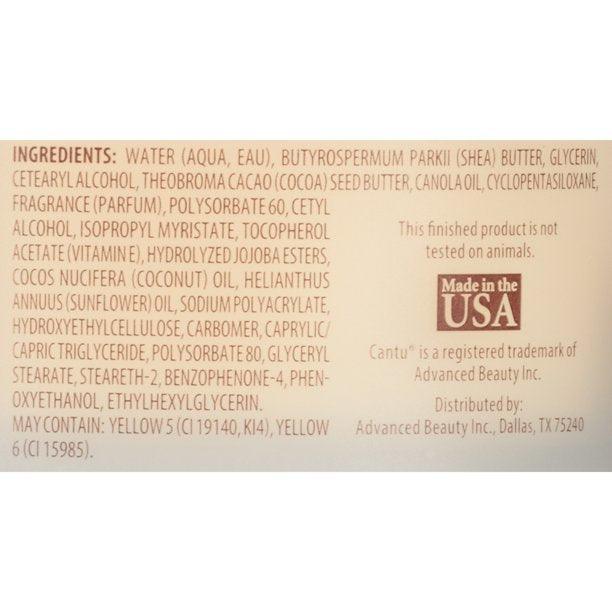 INGREDIENTS: WATER (AQUA, EAU), BUTYROSPERMUM PARKII (SHEA) BUTTER, GLYCERIN,
CETEARYL ALCOHOL, THEOBROMA CACAO (COCOA) SEED BUTTER, CANOLA OIL, CYCLOPENTASILOXANE,
FRAGRANCE (PARFUM), POLYSORBATE 60, CETYL
ALCOHOL, ISOPROPYL MYRISTATE, TOCOPHEROL
ACETATE (VITAMIN E), HYDROLYZED JOJOBA ESTERS,
COCOS NUCIFERA (COCONUT) OIL, HELIANTHUS
ANNUUS (SUNFLOWER) OIL, SODIUM POLYACRYLATE,
HYDROXYETHYLCELLULOSE, CARBOMER, CAPRYLIC/
CAPRIC TRIGLYCERIDE, POLYSORBATE 80, GLYCERYL
STEARATE, STEARETH-2, BENZOPHENONE-4, PHEN-
OXYETHANOL, ETHYLHEXYLGLYCERIN.
MAY CONTAIN: YELLOW 5 (CI 19140, KI4), YELLOW
6 (CI 15985).
This finished product is not
tested on animals.
Made in the
USA
Cantu® is a registered trademark of
Advanced Beauty Inc.
Distributed by:
Advanced Beauty Inc., Dallas, TX 75240